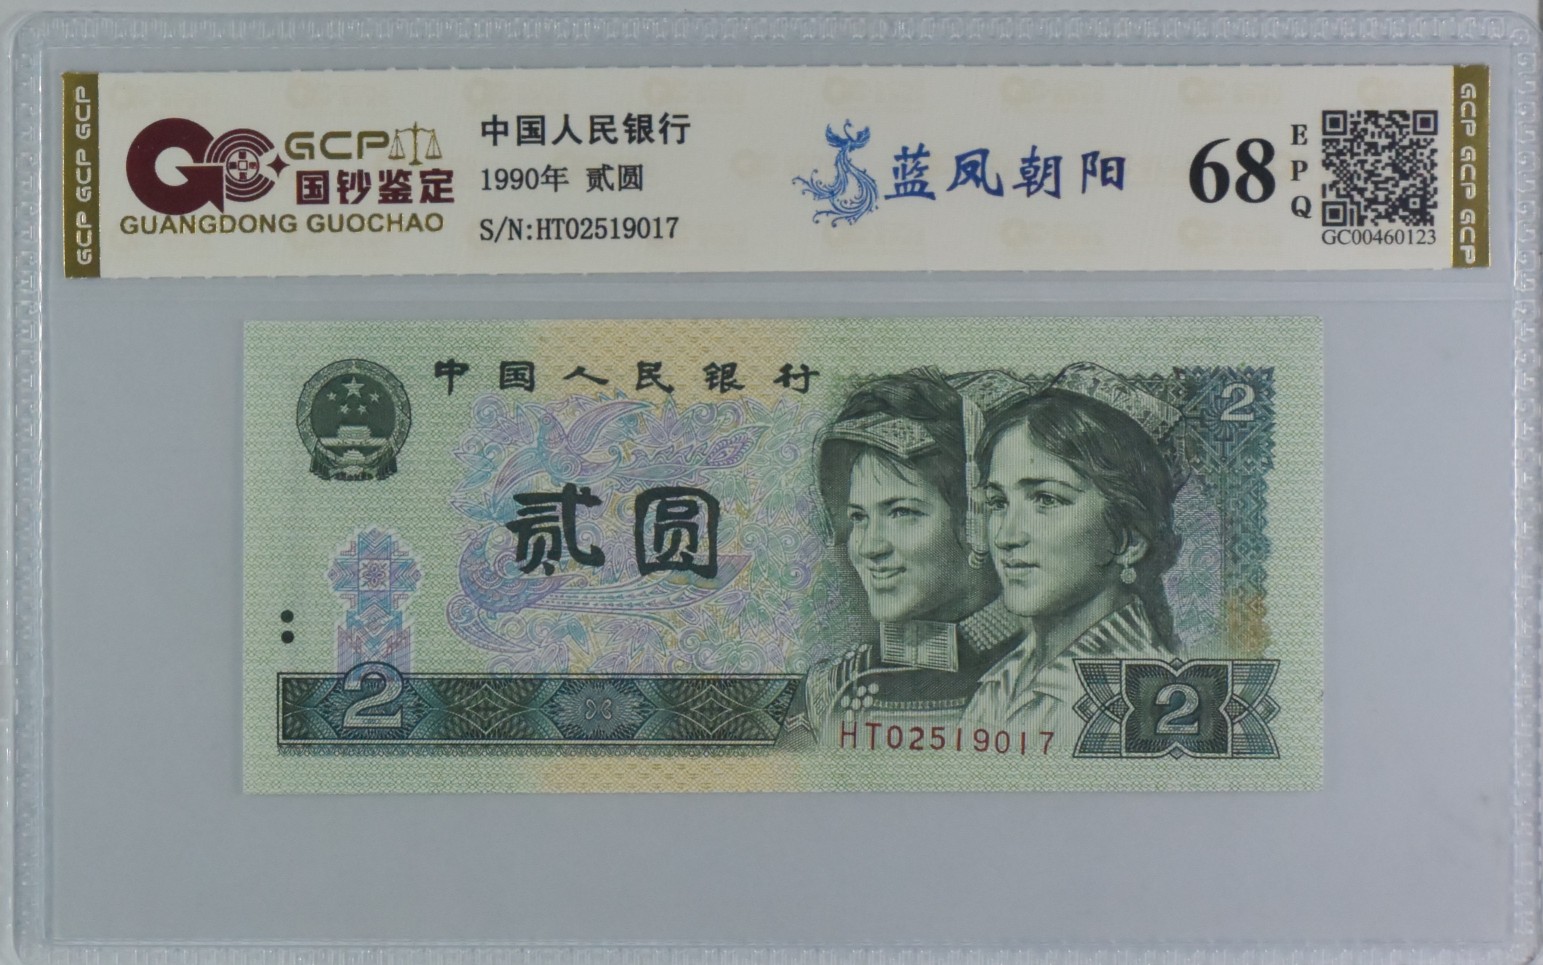 GCP GCP GCP
GCP
国钞鉴定
GUANGDONG GUOCHAO
中国人民银行
1990年 贰圆
S/N:HT02519017
蓝凤朝阳
68
EPQ
GC00460123
GCP GCP GCP
中国人民银行
2
贰圆
2
HT02519017
2